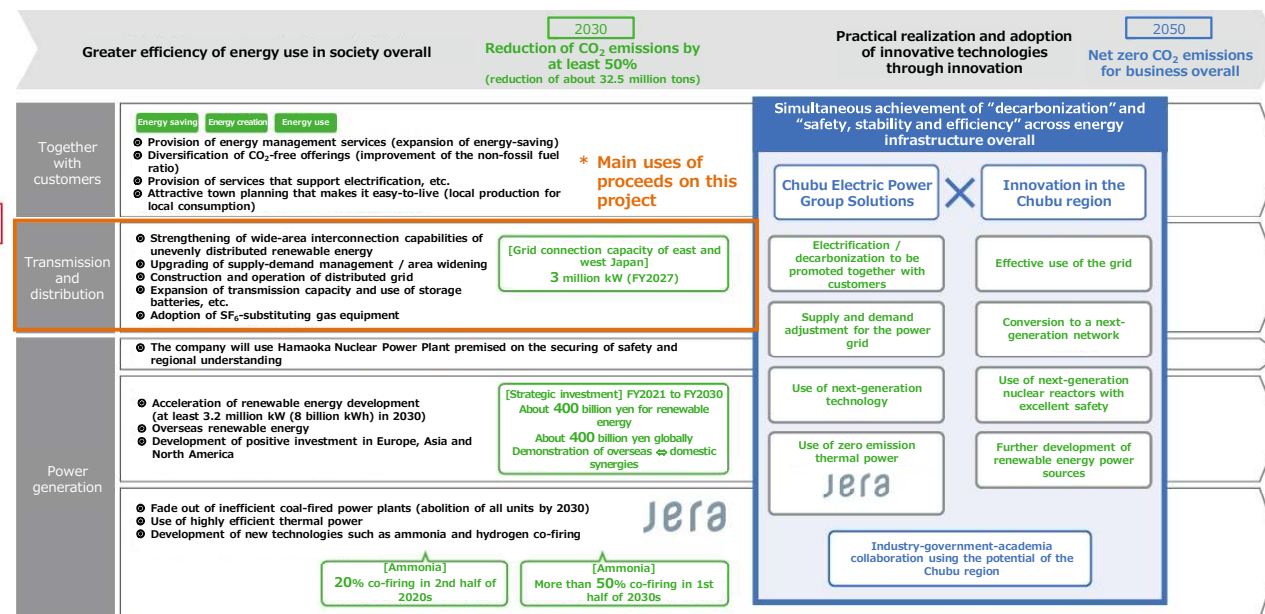 Greater efficiency of energy use in society overall
2030
Reduction of CO₂ emissions by
at least 50%
(reduction of about 32.5 million tons)
Practical realization and adoption
of innovative technologies
through innovation
2050
Net zero CO₂ emissions
for business overall
Together
with
customers
Energy saving
Energy creation
Energy use
Provision of energy management services (expansion of energy-saving)
Diversification of CO₂-free offerings (improvement of the non-fossil fuel
ratio)
Provision of services that support electrification, etc.
Attractive town planning that makes it easy-to-live (local production for
local consumption)
* Main uses of
proceeds on this
project
Transmission
and
distribution
Strengthening of wide-area interconnection capabilities of
unevenly distributed renewable energy
Upgrading of supply-demand management / area widening
Construction and operation of distributed grid
Expansion of transmission capacity and use of storage
batteries, etc.
Adoption of SF₆-substituting gas equipment
[Grid connection capacity of east and
west Japan]
3 million kW (FY2027)
Power
generation
The company will use Hamaoka Nuclear Power Plant premised on the securing of safety and
regional understanding
Acceleration of renewable energy development
(at least 3.2 million kW (8 billion kWh) in 2030)
Overseas renewable energy
Development of positive investment in Europe, Asia and
North America
[Strategic investment] FY2021 to FY2030
About 400 billion yen for renewable
energy
About 400 billion yen globally
Demonstration of overseas ⇔ domestic
synergies
Fade out of inefficient coal-fired power plants (abolition of all units by 2030)
Use of highly efficient thermal power
Development of new technologies such as ammonia and hydrogen co-firing
Jera
[Ammonia]
20% co-firing in 2nd half of
2020s
[Ammonia]
More than 50% co-firing in 1st
half of 2030s
Simultaneous achievement of “decarbonization” and
“safety, stability and efficiency” across energy
infrastructure overall
Chubu Electric Power
Group Solutions
Innovation in the
Chubu region
Electrification /
decarbonization to be
promoted together with
customers
Effective use of the grid
Supply and demand
adjustment for the power
grid
Conversion to a next-
generation network
Use of next-generation
technology
Use of next-generation
nuclear reactors with
excellent safety
Use of zero emission
thermal power
Jera
Further development of
renewable energy power
sources
Industry-government-academia
collaboration using the potential of the
Chubu region